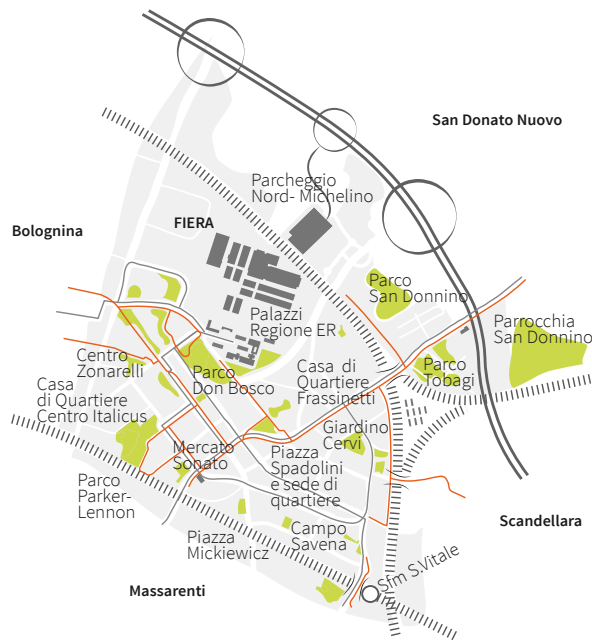 San Donato Nuovo
Parcheggio
Nord- Michelino
FIERA
Bolognina
Parco
San Donnino
Palazzi
Regione ER
Parrocchia
San Donnino
Centro
Zonarelli
Parco
Don Bosco
Casa di
Quartiere
Frassinetti
Parco
Tobagi
Casa
di Quartiere
Centro Italicus
Giardino
Cervi
Mercato
Sonato
Piazza
Spadolini
e sede di
quartiere
Parco
Parker-
Lennon
Piazza
Mickiewicz
Campo
Savena
Scandellara
Sfm S.Vitale
Massarenti